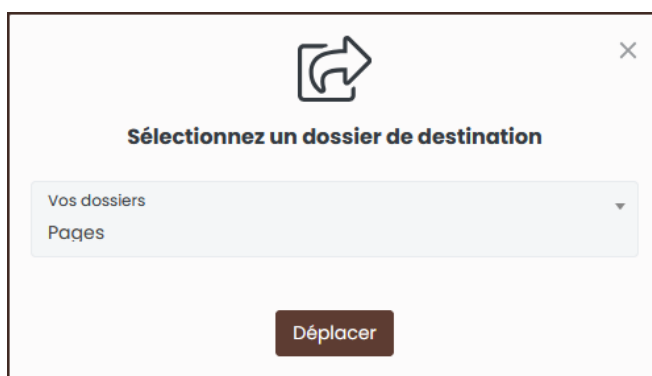 Sélectionnez un dossier de destination
Vos dossiers
Pages
Déplacer